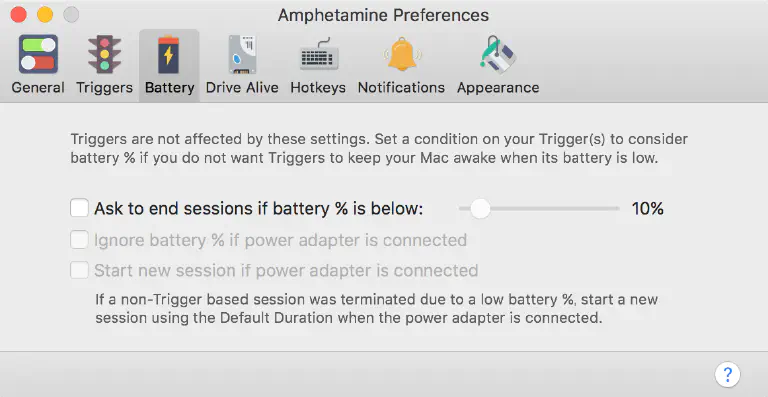 Amphetamine Preferences
General Triggers Battery Drive Alive Hotkeys Notifications Appearance
Triggers are not affected by these settings. Set a condition on your Trigger(s) to consider
battery % if you do not want Triggers to keep your Mac awake when its battery is low.
Ask to end sessions if battery % is below: 10%
Ignore battery % if power adapter is connected
Start new session if power adapter is connected
If a non-Trigger based session was terminated due to a low battery %, start a new
session using the Default Duration when the power adapter is connected.
?